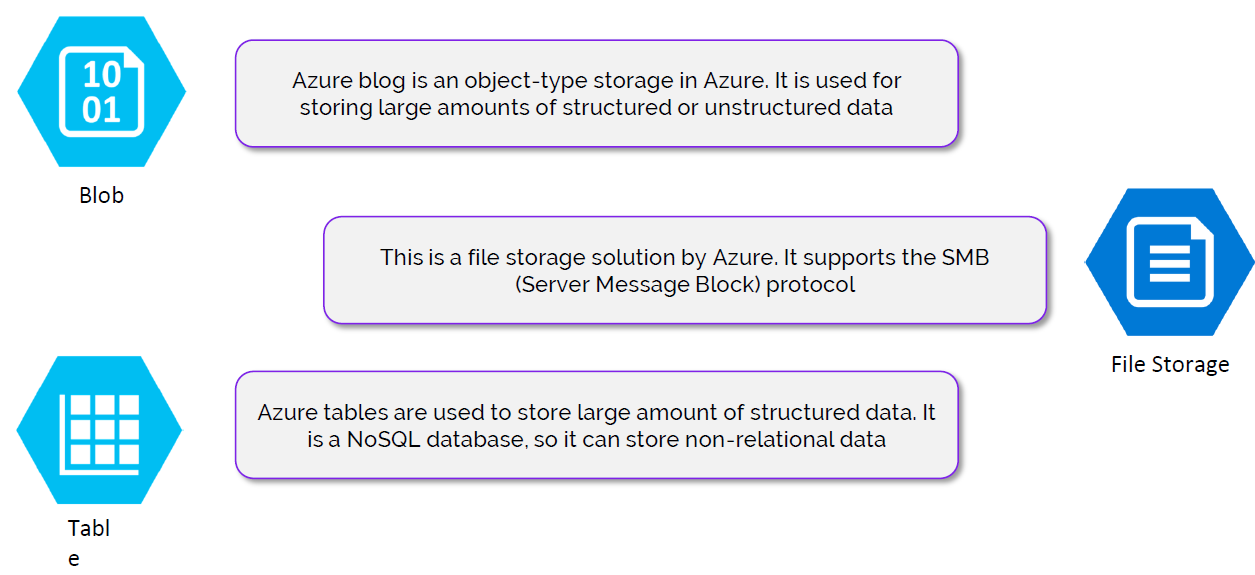 10
01
Azure blog is an object-type storage in Azure. It is used for
storing large amounts of structured or unstructured data
Blob
This is a file storage solution by Azure. It supports the SMB
(Server Message Block) protocol
File Storage
Azure tables are used to store large amount of structured data. It
is a NoSQL database, so it can store non-relational data
Tabl
e